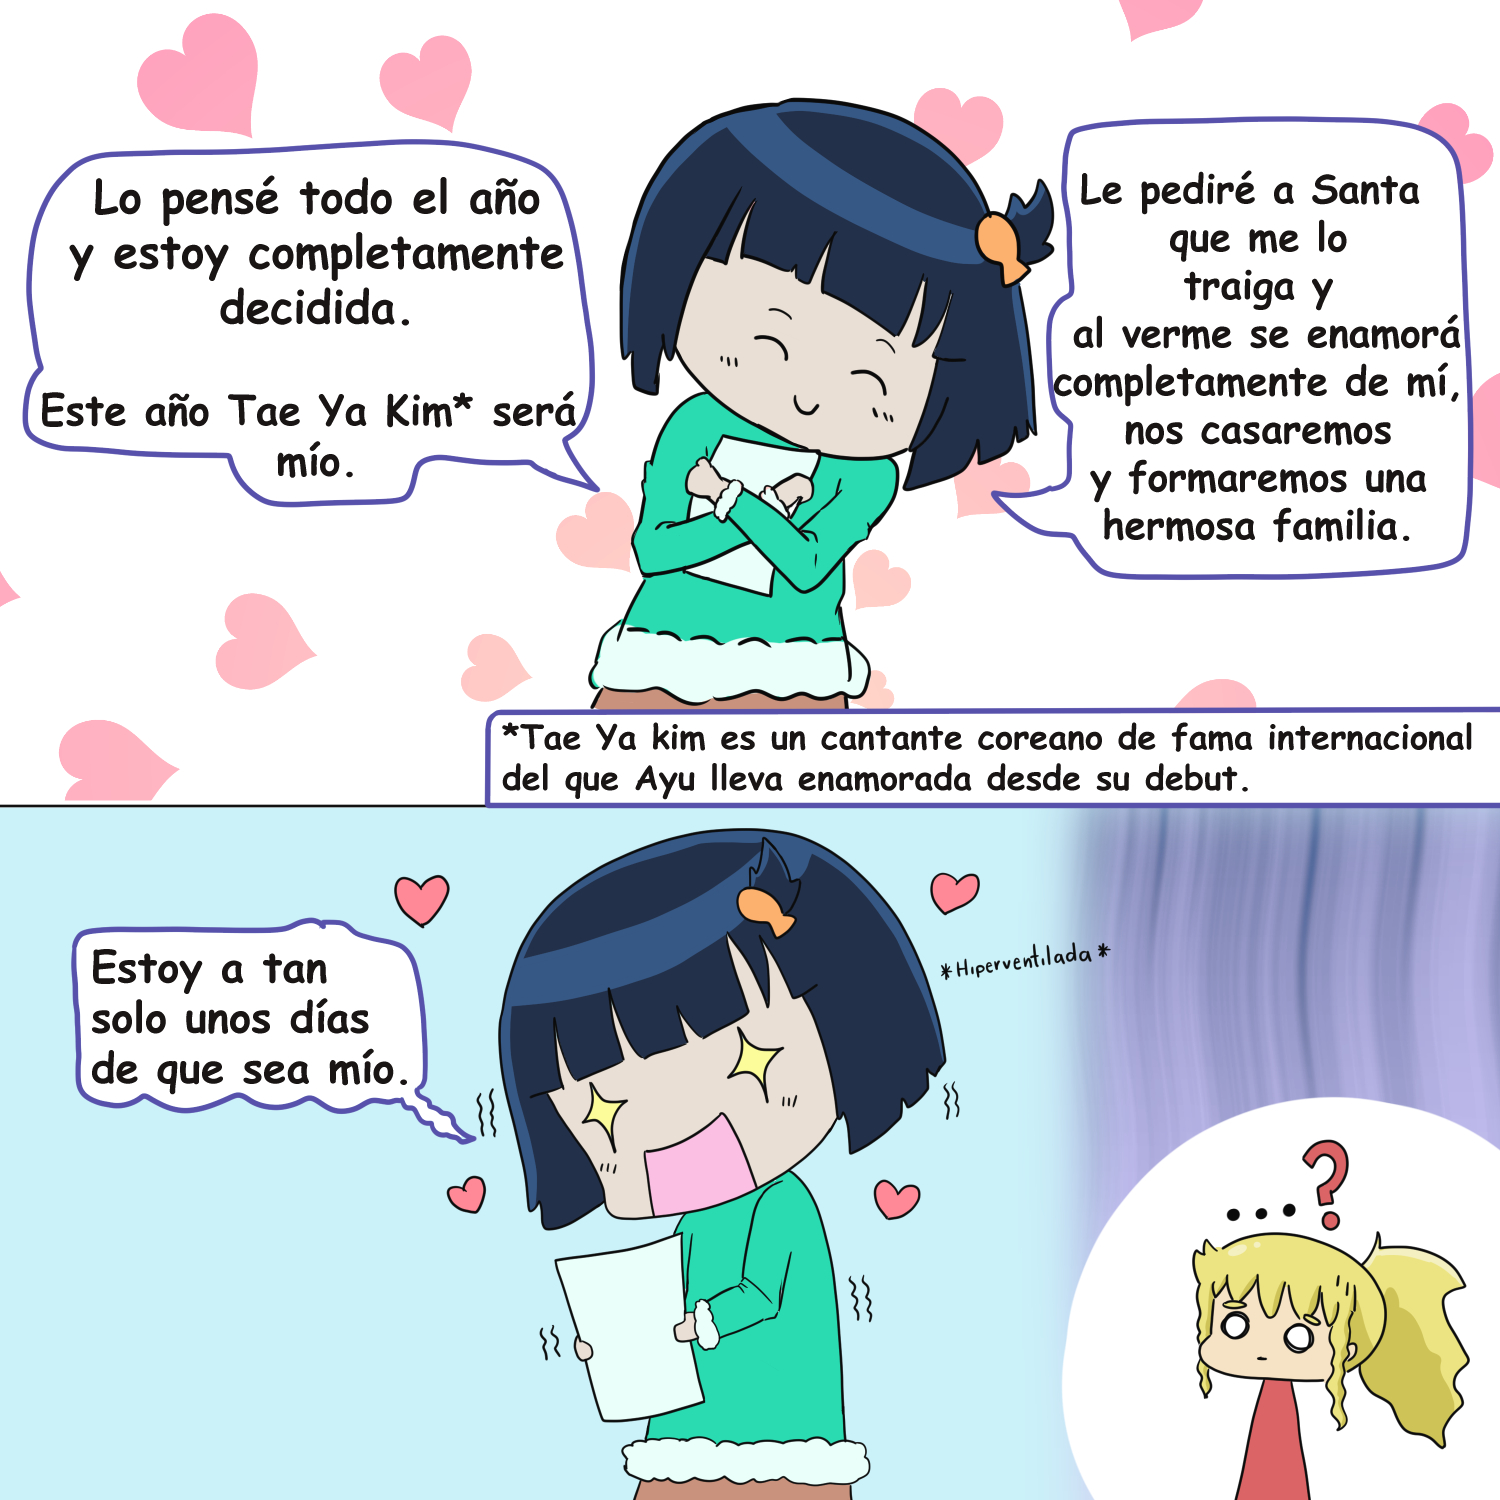 Lo pensé todo el año
y estoy completamente
decidida.
Este año Tae Ya Kim* será
mío.
Le pediré a Santa
que me lo
traiga y
al verme se enamorá
completamente de mí,
nos casaremos
y formaremos una
hermosa familia.
*Tae Ya kim es un cantante coreano de fama internacional
del que Ayu lleva enamorada desde su debut.
Estoy a tan
solo unos días
de que sea mío.
*Hiperventilada*
...?